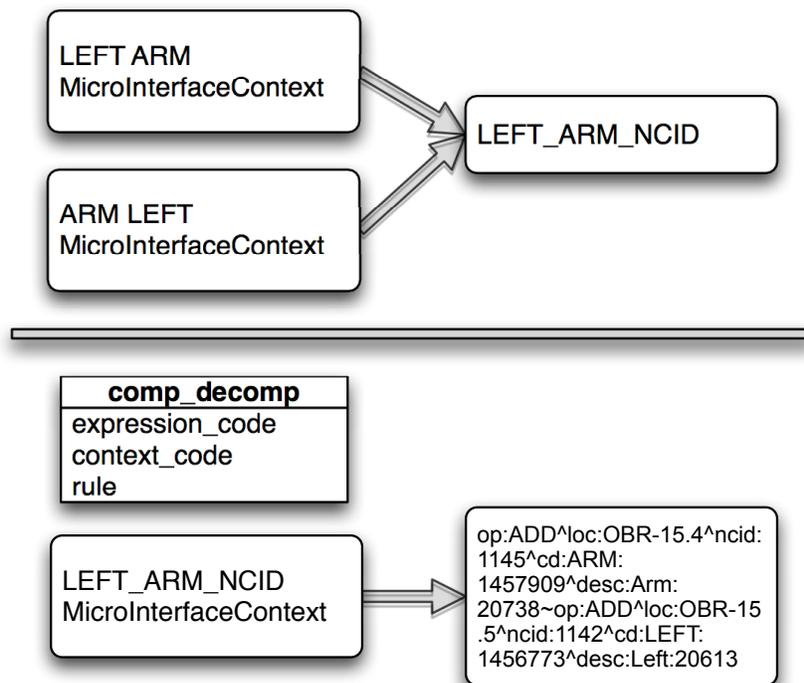 LEFT ARM
MicroInterfaceContext
LEFT_ARM_NCID
ARM LEFT
MicroInterfaceContext
comp_decomp
expression_code
context_code
rule
LEFT_ARM_NCID
MicroInterfaceContext
op:ADD^loc:OBR-15.4^ncid:
1145^cd:ARM:
1457909^desc:Arm:
20738~op:ADD^loc:OBR-15
.5^ncid:1142^cd:LEFT:
1456773^desc:Left:20613